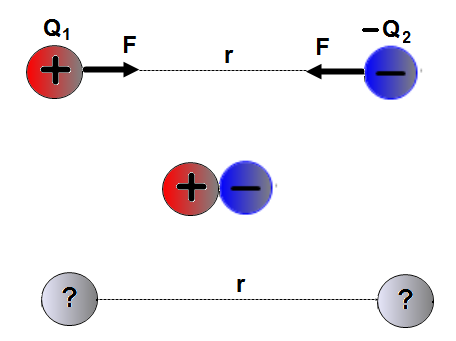 Q₁ F r F −Q₂
+ −
+ −
? r ?